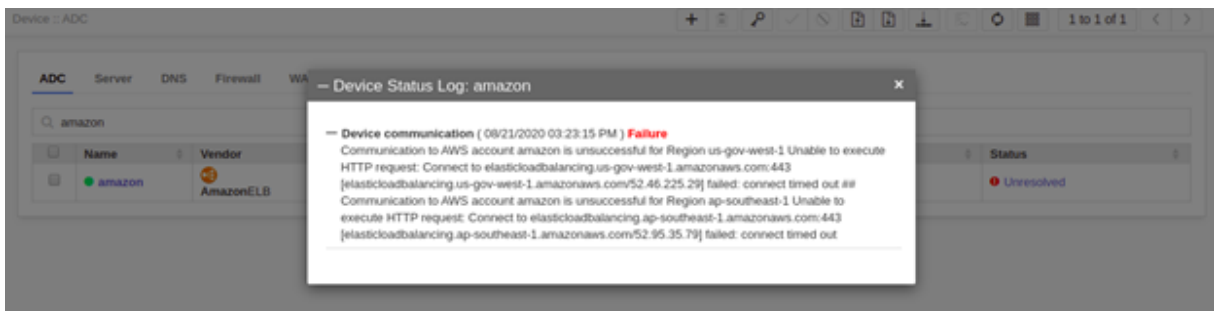 Device :: ADC
1 to 1 of 1
ADC Server DNS Firewall WA
Device Status Log: amazon
amazon
Device communication ( 08/21/2020 03:23:15 PM ) Failure
Communication to AWS account amazon is unsuccessful for Region us-gov-west-1 Unable to execute
HTTP request: Connect to elasticloadbalancing.us-gov-west-1.amazonaws.com:443
[elasticloadbalancing.us-gov-west-1.amazonaws.com/52.46.225.29] failed: connect timed out ##
Communication to AWS account amazon is unsuccessful for Region ap-southeast-1 Unable to
execute HTTP request: Connect to elasticloadbalancing.ap-southeast-1.amazonaws.com:443
[elasticloadbalancing.ap-southeast-1.amazonaws.com/52.95.35.79] failed: connect timed out
Name Vendor Status
amazon AmazonELB Unresolved